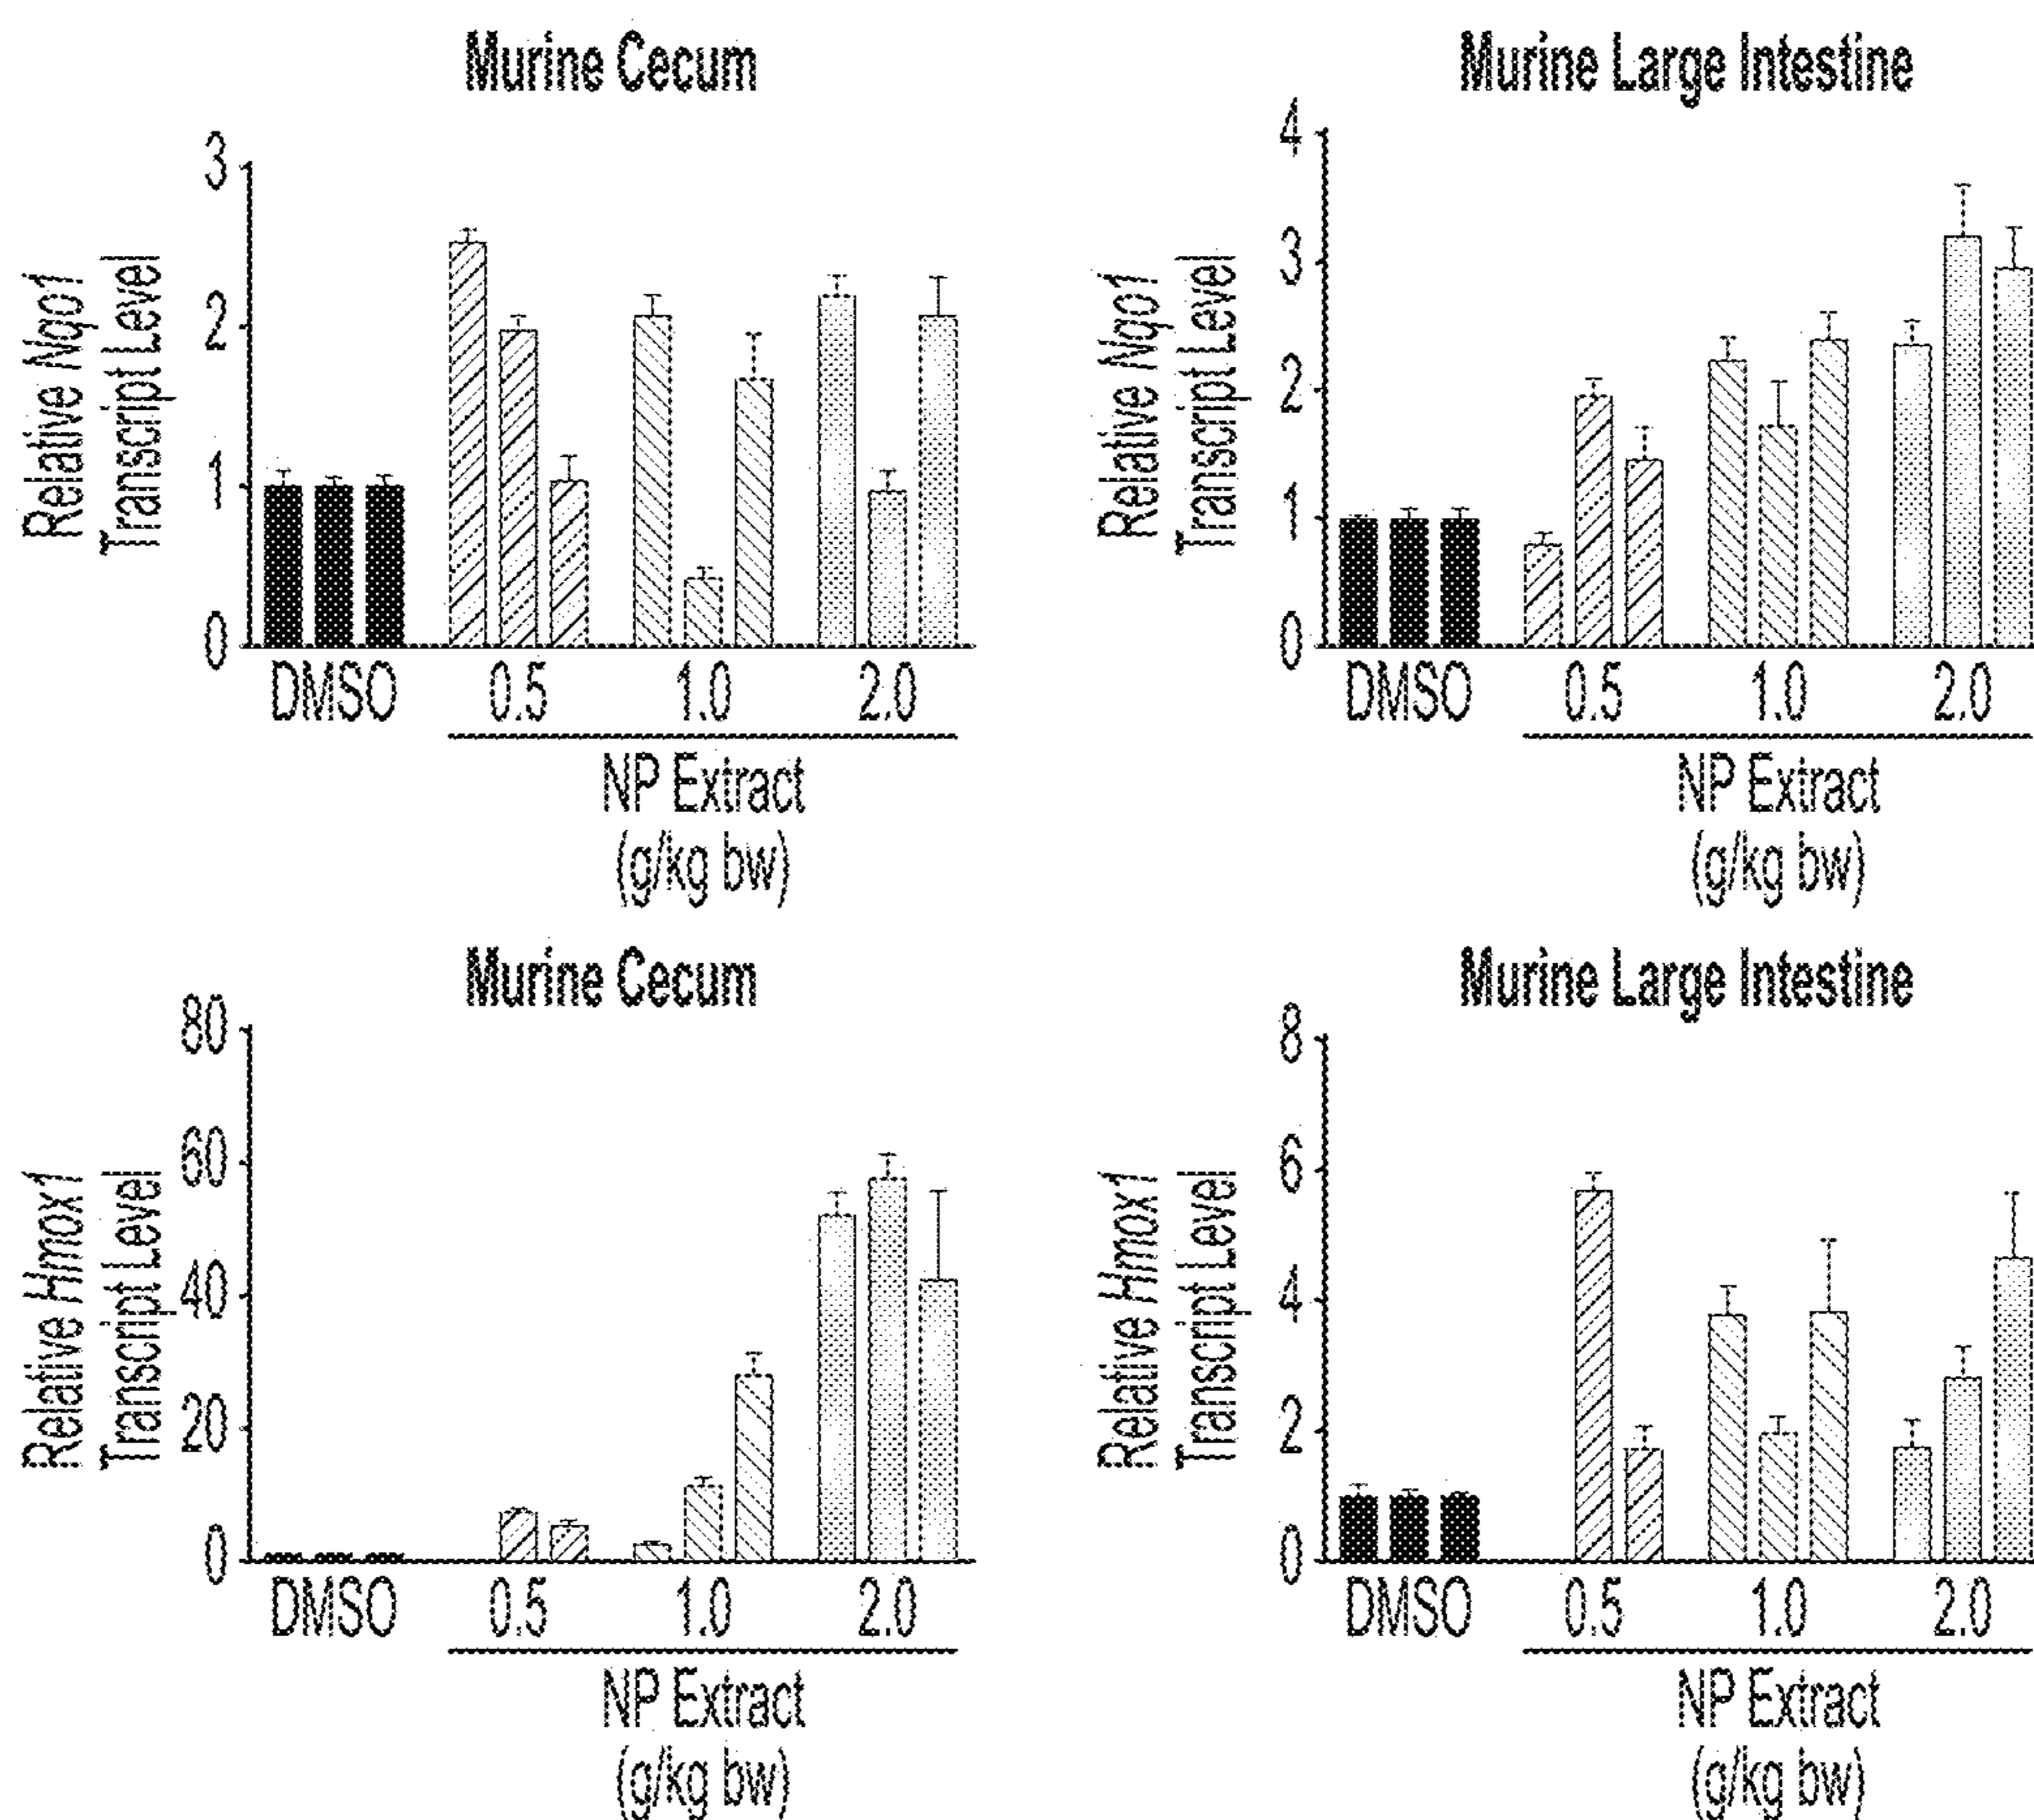 Murine Cecum
Relative Nqo1
Transcript Level
3
2
1
0
DMSO 0.5 1.0 2.0
NP Extract
(g/kg bw)
Murine Large Intestine
Relative Nqo1
Transcript Level
4
3
2
1
0
DMSO 0.5 1.0 2.0
NP Extract
(g/kg bw)
Murine Cecum
Relative Hmox1
Transcript Level
80
60
40
20
0
DMSO 0.5 1.0 2.0
NP Extract
(g/kg bw)
Murine Large Intestine
Relative Hmox1
Transcript Level
8
6
4
2
0
DMSO 0.5 1.0 2.0
NP Extract
(g/kg bw)